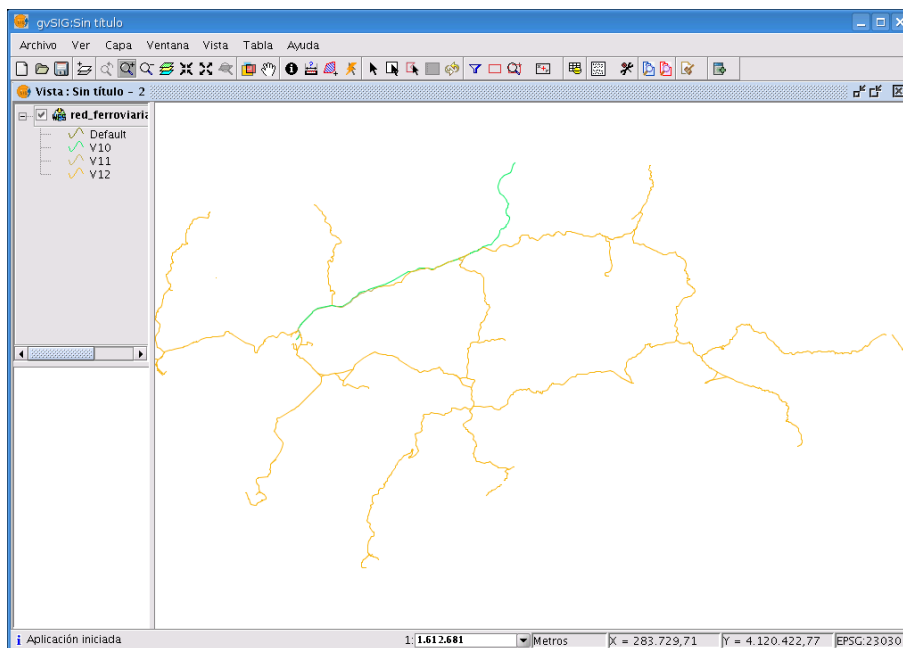 gvSIG:Sin título
Archivo Ver Capa Ventana Vista Tabla Ayuda
Vista : Sin título - 2
red_ferroviaria
Default
V10
V11
V12
Aplicación iniciada
1: 1.612.681
Metros
X = 283.729,71
Y = 4.120.422,77
EPSG:23030